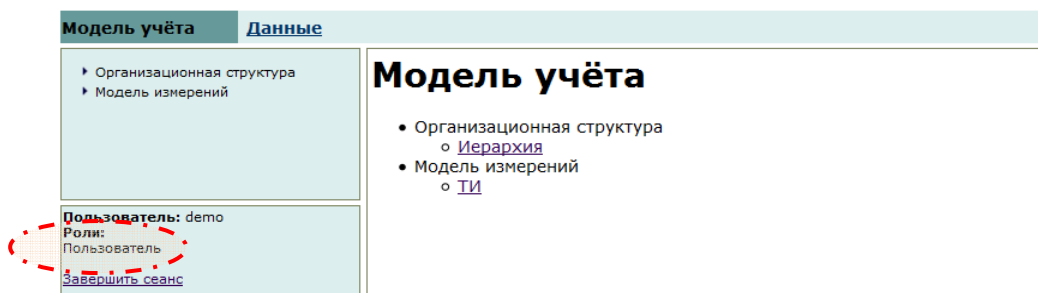 Модель учёта Данные
Организационная структура
Модель измерений
Пользователь: demo
Роли:
Пользователь
Завершить сеанс
Модель учёта
Организационная структура
Иерархия
Модель измерений
ТИ